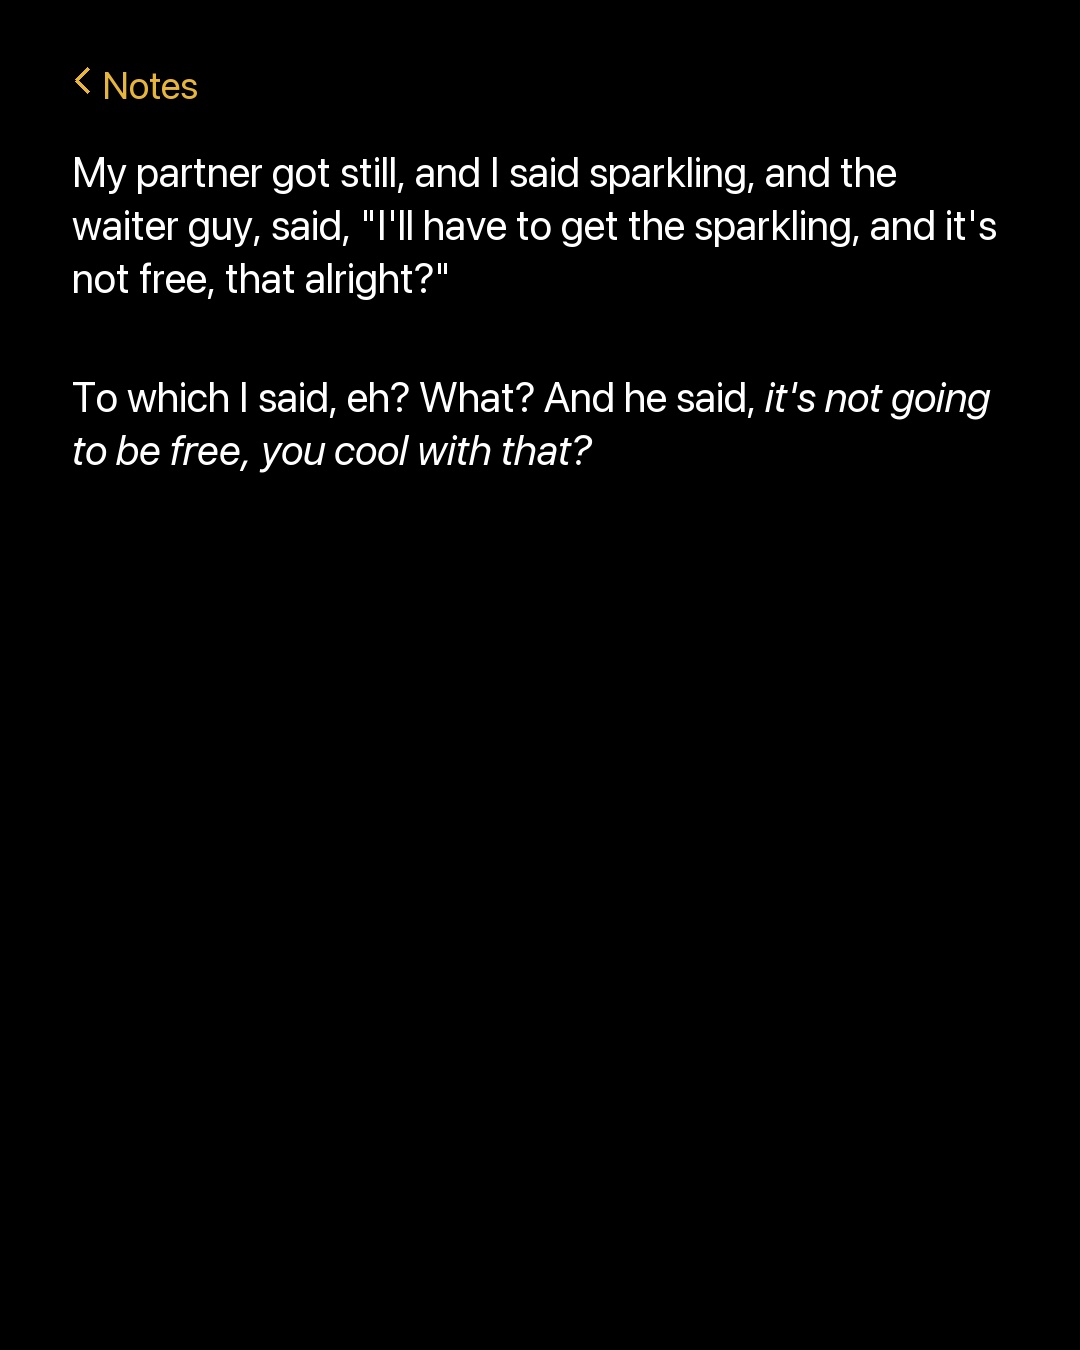 Notes
My partner got still, and I said sparkling, and the
waiter guy, said, "I'll have to get the sparkling, and it's
not free, that alright?"
To which I said, eh? What? And he said, it's not going
to be free, you cool with that?